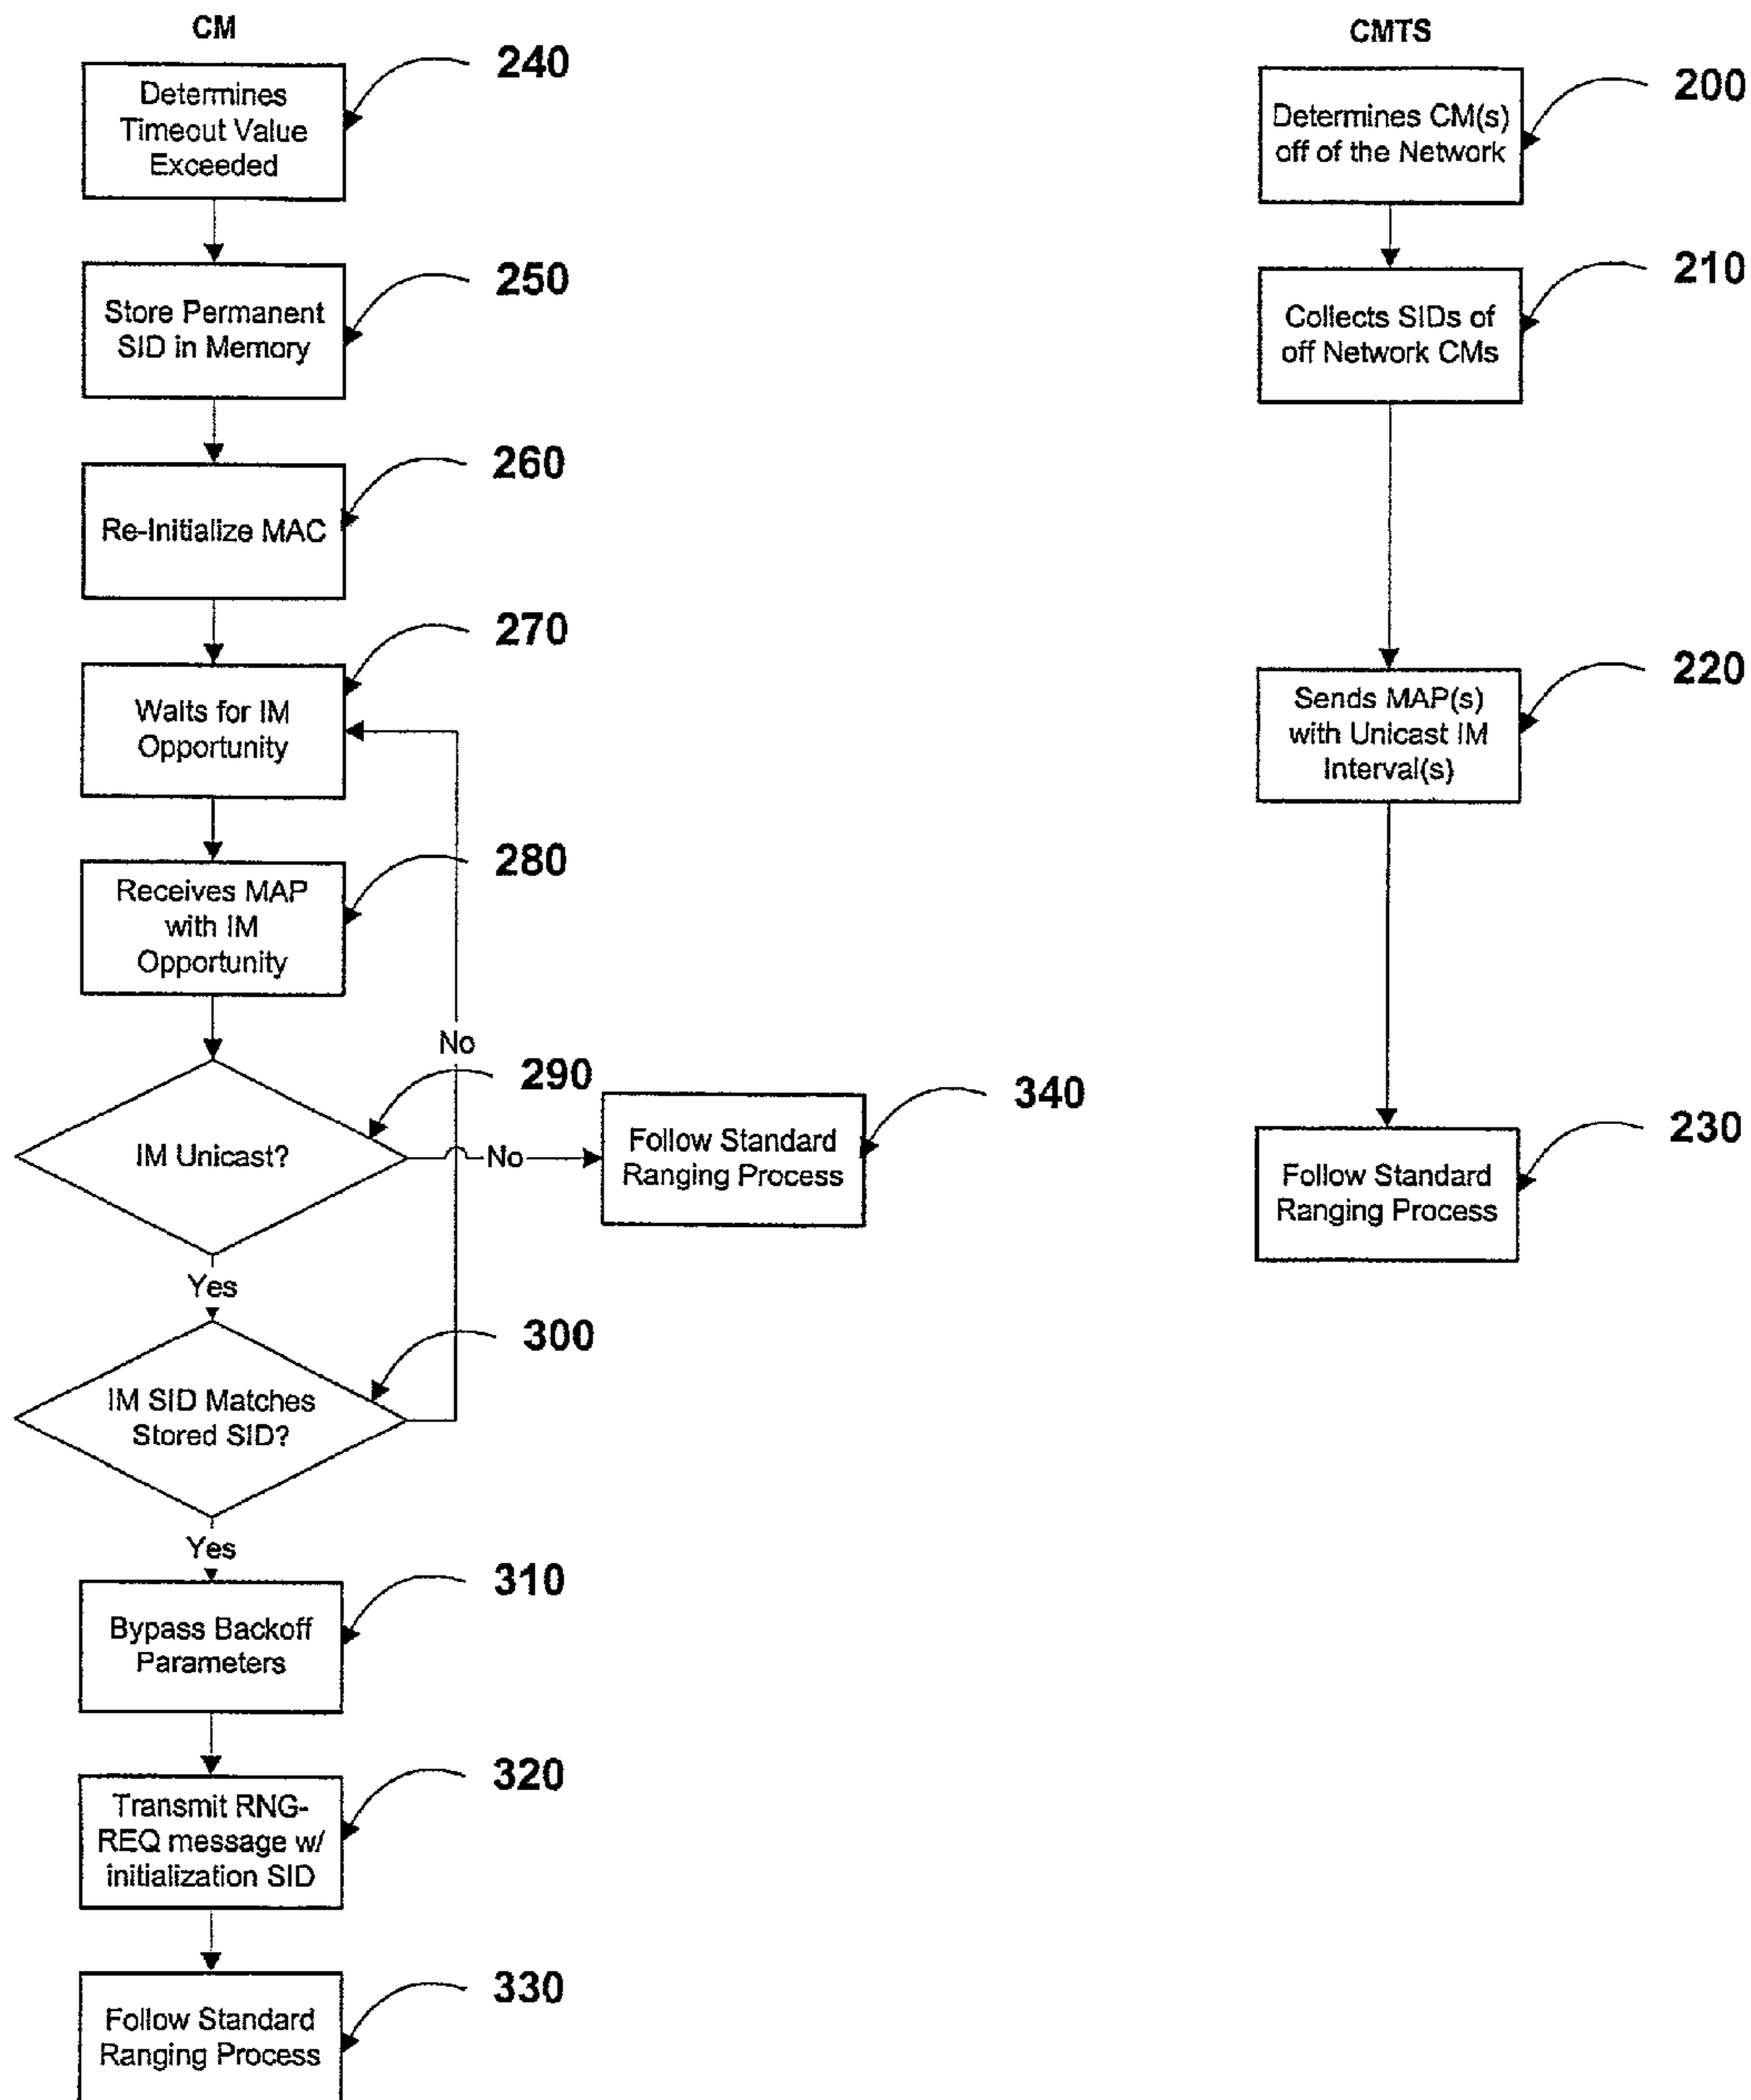 CM
240
Determines
Timeout Value
Exceeded
250
Store Permanent
SID in Memory
260
Re-Initialize MAC
270
Waits for IM
Opportunity
280
Receives MAP
with IM
Opportunity
No
290
IM Unicast?
No
340
Follow Standard
Ranging Process
Yes
300
IM SID Matches
Stored SID?
Yes
310
Bypass Backoff
Parameters
320
Transmit RNG-
REQ message w/
initialization SID
330
Follow Standard
Ranging Process
CMTS
200
Determines CM(s)
off of the Network
210
Collects SIDs of
off Network CMs
220
Sends MAP(s)
with Unicast IM
Interval(s)
230
Follow Standard
Ranging Process